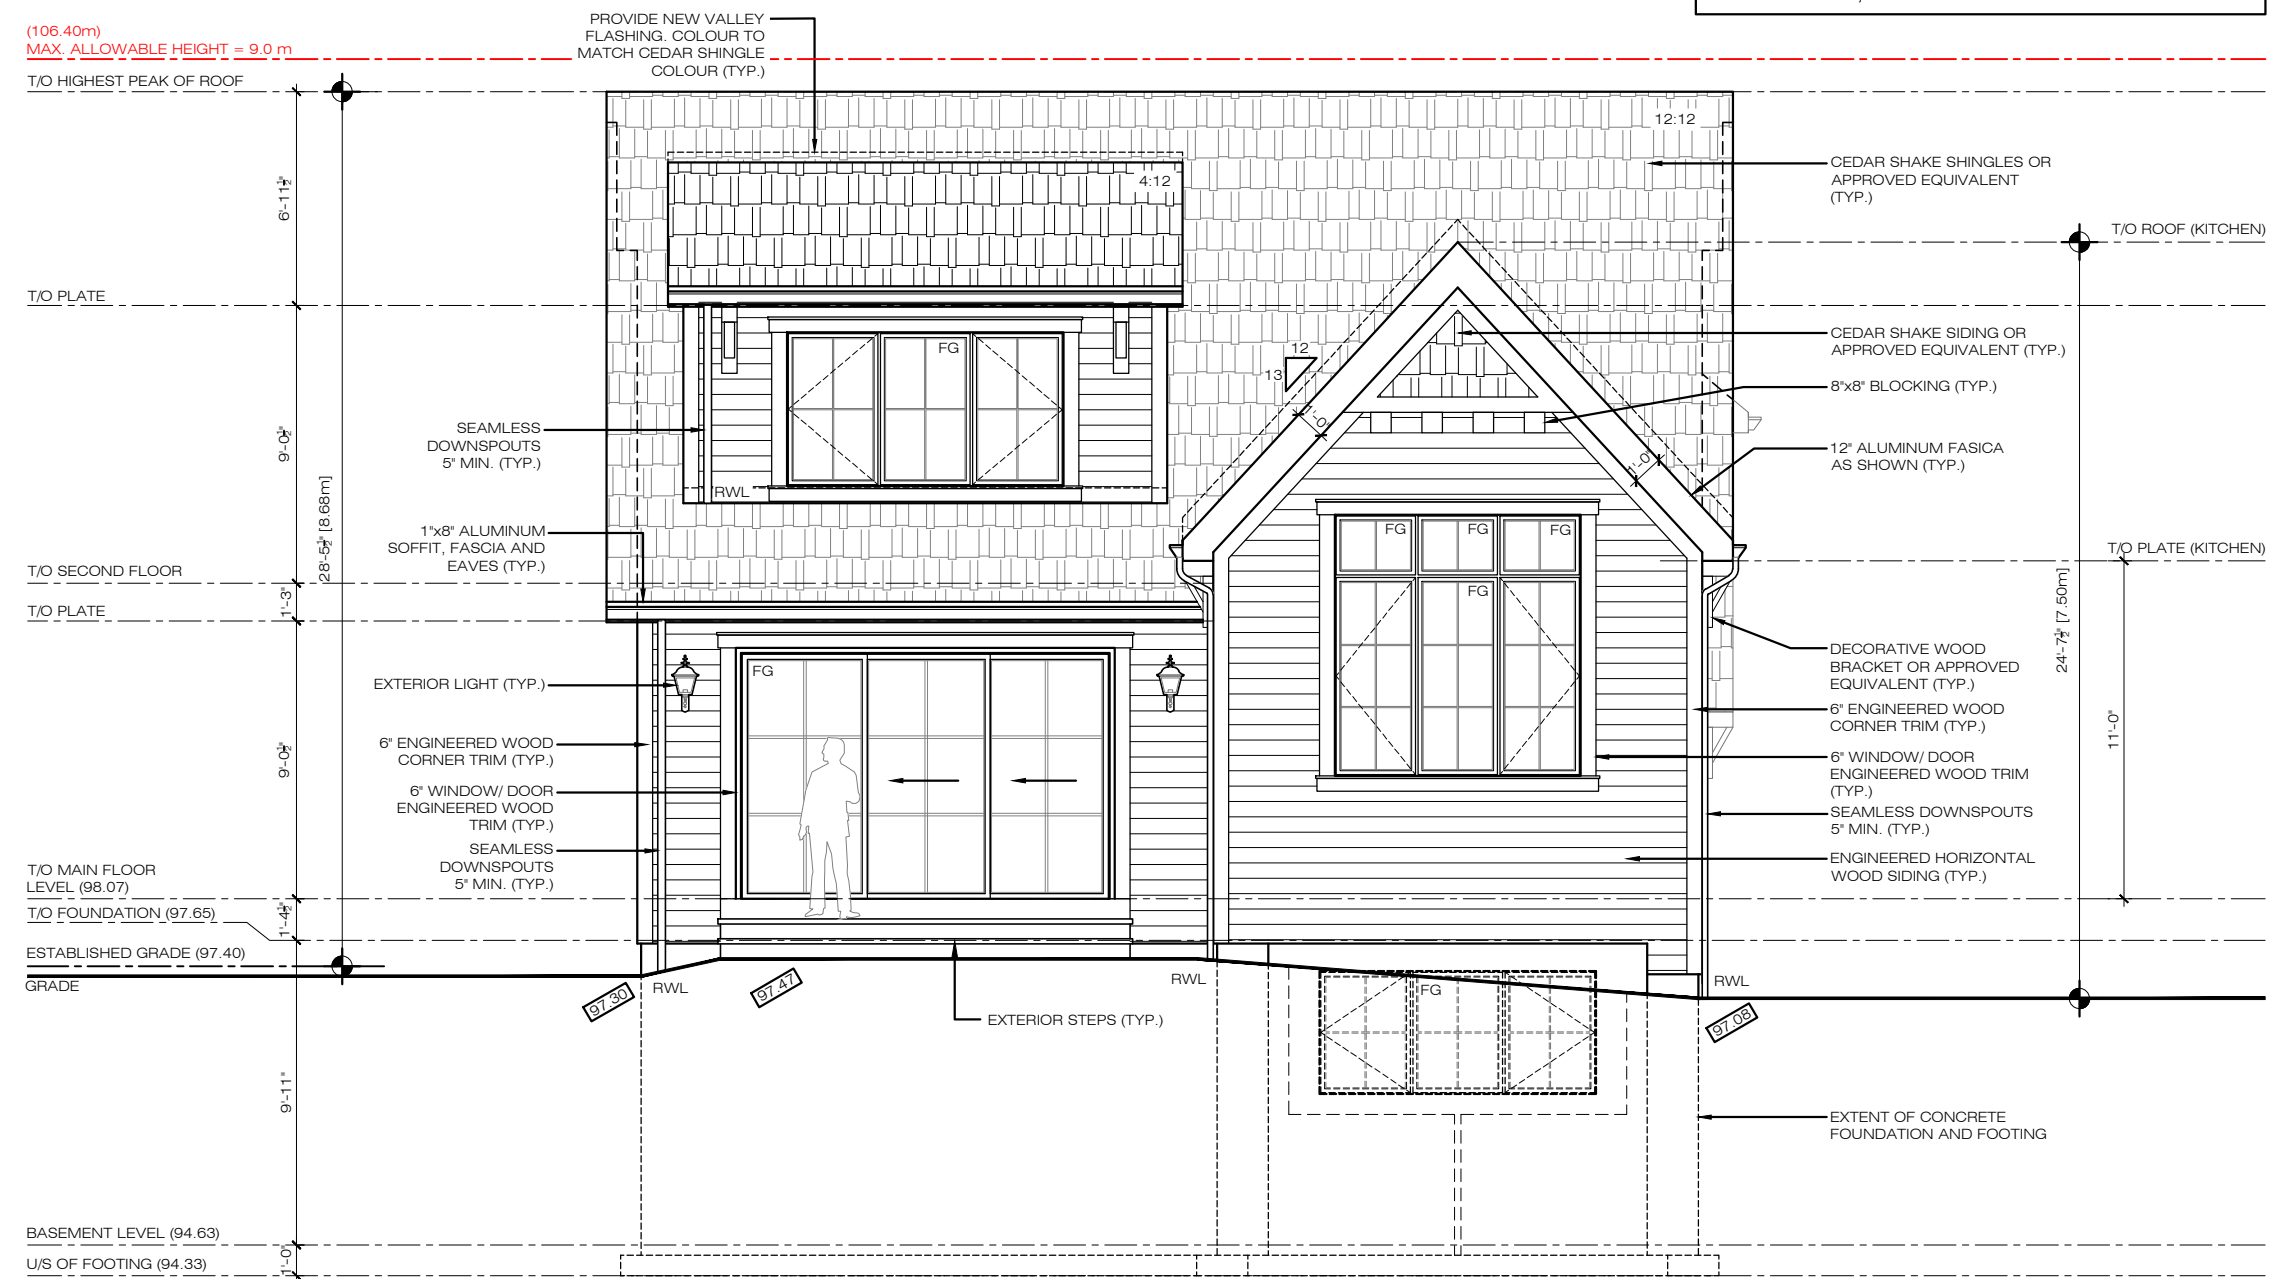 (106.40m)
MAX. ALLOWABLE HEIGHT = 9.0 m
T/O HIGHEST PEAK OF ROOF
PROVIDE NEW VALLEY
FLASHING. COLOUR TO
MATCH CEDAR SHINGLE
COLOUR (TYP.)
12:12
4:12
6'-11½"
T/O PLATE
9'-0½"
28'-5½" [8.68m]
T/O SECOND FLOOR
1'-3"
T/O PLATE
9'-0½"
T/O MAIN FLOOR
LEVEL (98.07)
T/O FOUNDATION (97.65)
1'-4½"
ESTABLISHED GRADE (97.40)
GRADE
9'-11"
BASEMENT LEVEL (94.63)
U/S OF FOOTING (94.33)
1'-0"
SEAMLESS
DOWNSPOUTS
5" MIN. (TYP.)
1"x8" ALUMINUM
SOFFIT, FASCIA AND
EAVES (TYP.)
EXTERIOR LIGHT (TYP.)
6" ENGINEERED WOOD
CORNER TRIM (TYP.)
6" WINDOW/ DOOR
ENGINEERED WOOD
TRIM (TYP.)
SEAMLESS
DOWNSPOUTS
5" MIN. (TYP.)
FG
RWL
12
13
1'-0"
1'-0"
FG
FG
FG
FG
FG
RWL
RWL
RWL
FG
97.30
97.47
97.08
EXTERIOR STEPS (TYP.)
CEDAR SHAKE SHINGLES OR
APPROVED EQUIVALENT
(TYP.)
T/O ROOF (KITCHEN)
CEDAR SHAKE SIDING OR
APPROVED EQUIVALENT (TYP.)
8"x8" BLOCKING (TYP.)
12" ALUMINUM FASICA
AS SHOWN (TYP.)
T/O PLATE (KITCHEN)
24'-7½" [7.50m]
11'-0"
DECORATIVE WOOD
BRACKET OR APPROVED
EQUIVALENT (TYP.)
6" ENGINEERED WOOD
CORNER TRIM (TYP.)
6" WINDOW/ DOOR
ENGINEERED WOOD TRIM
(TYP.)
SEAMLESS DOWNSPOUTS
5" MIN. (TYP.)
ENGINEERED HORIZONTAL
WOOD SIDING (TYP.)
EXTENT OF CONCRETE
FOUNDATION AND FOOTING